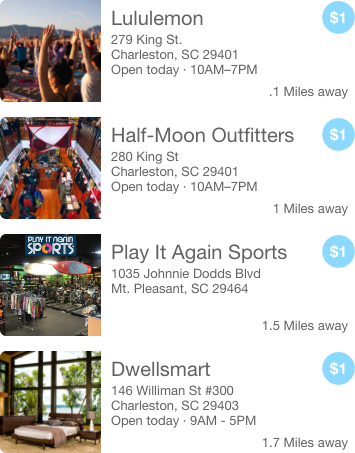 Lululemon
$1
279 King St.
Charleston, SC 29401
Open today · 10AM–7PM
.1 Miles away
Half-Moon Outfitters
$1
280 King St
Charleston, SC 29401
Open today · 10AM–7PM
1 Miles away
PLAY IT AGAIN
SPORTS
Play It Again Sports
$1
1035 Johnnie Dodds Blvd
Mt. Pleasant, SC 29464
1.5 Miles away
Dwellsmart
$1
146 Williman St #300
Charleston, SC 29403
Open today · 9AM - 5PM
1.7 Miles away